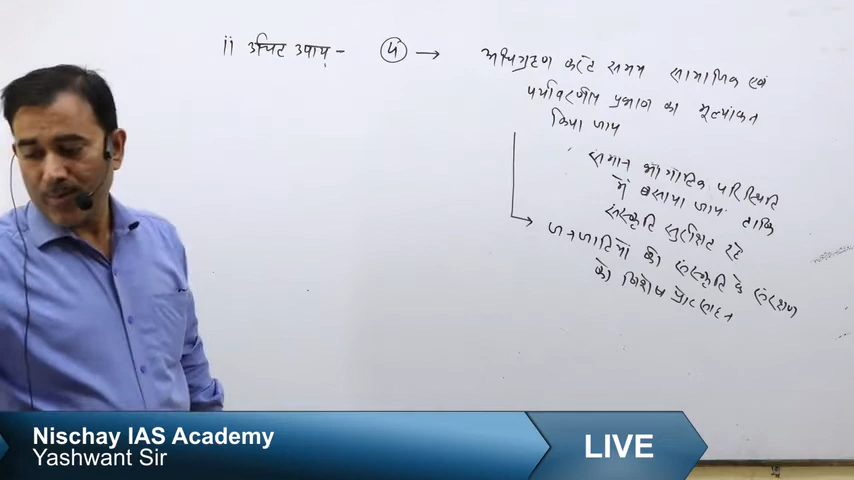 ii उचित उपाय -
५ → अधिग्रहण करते समय सामाजिक एवं
पर्यावरणीय प्रभाव का मूल्यांकन
किया जाय
समान भौगोलिक परिस्थिति
में बसाया जाय ताकि
संस्कृति सुरक्षित रहे
जनजातियों की संस्कृति के संरक्षण
को विशेष प्रोत्साहन
Nischay IAS Academy
Yashwant Sir
LIVE